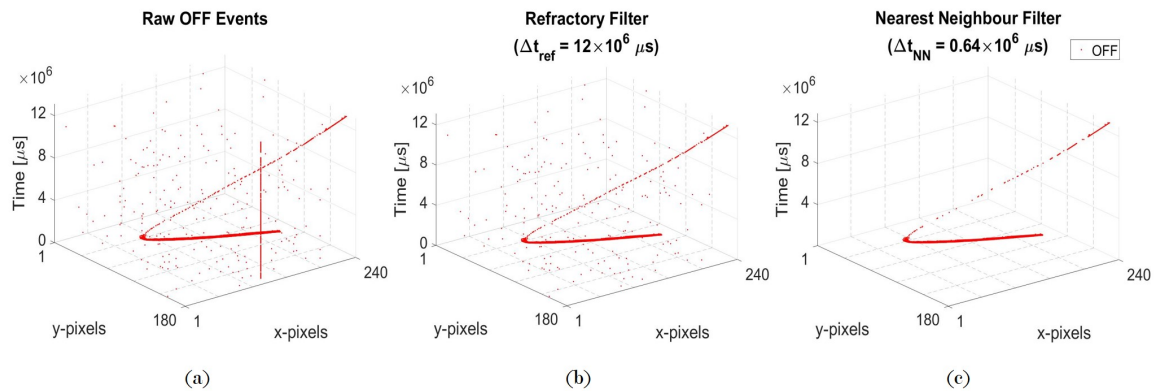 Raw OFF Events
×10⁶
12
8
4
0
Time [μs]
1
y-pixels
180
1
x-pixels
240
(a)
Refractory Filter
(Δt_ref = 12×10⁶ μs)
×10⁶
12
8
4
0
Time [μs]
1
y-pixels
180
1
x-pixels
240
(b)
Nearest Neighbour Filter
(Δt_NN = 0.64×10⁶ μs)
OFF
×10⁶
12
8
4
Time [μs]
1
y-pixels
180
1
x-pixels
240
(c)